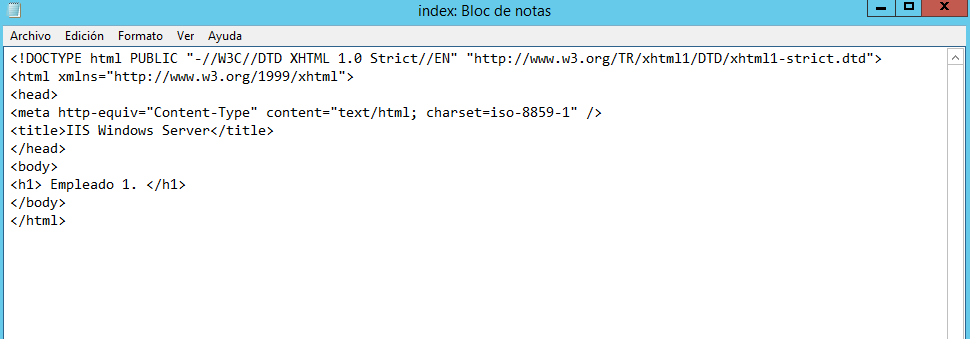 index: Bloc de notas
Archivo Edición Formato Ver Ayuda
<!DOCTYPE html PUBLIC "-//W3C//DTD XHTML 1.0 Strict//EN" "http://www.w3.org/TR/xhtml1/DTD/xhtml1-strict.dtd">
<html xmlns="http://www.w3.org/1999/xhtml">
<head>
<meta http-equiv="Content-Type" content="text/html; charset=iso-8859-1" />
<title>IIS Windows Server</title>
</head>
<body>
<h1> Empleado 1. </h1>
</body>
</html>